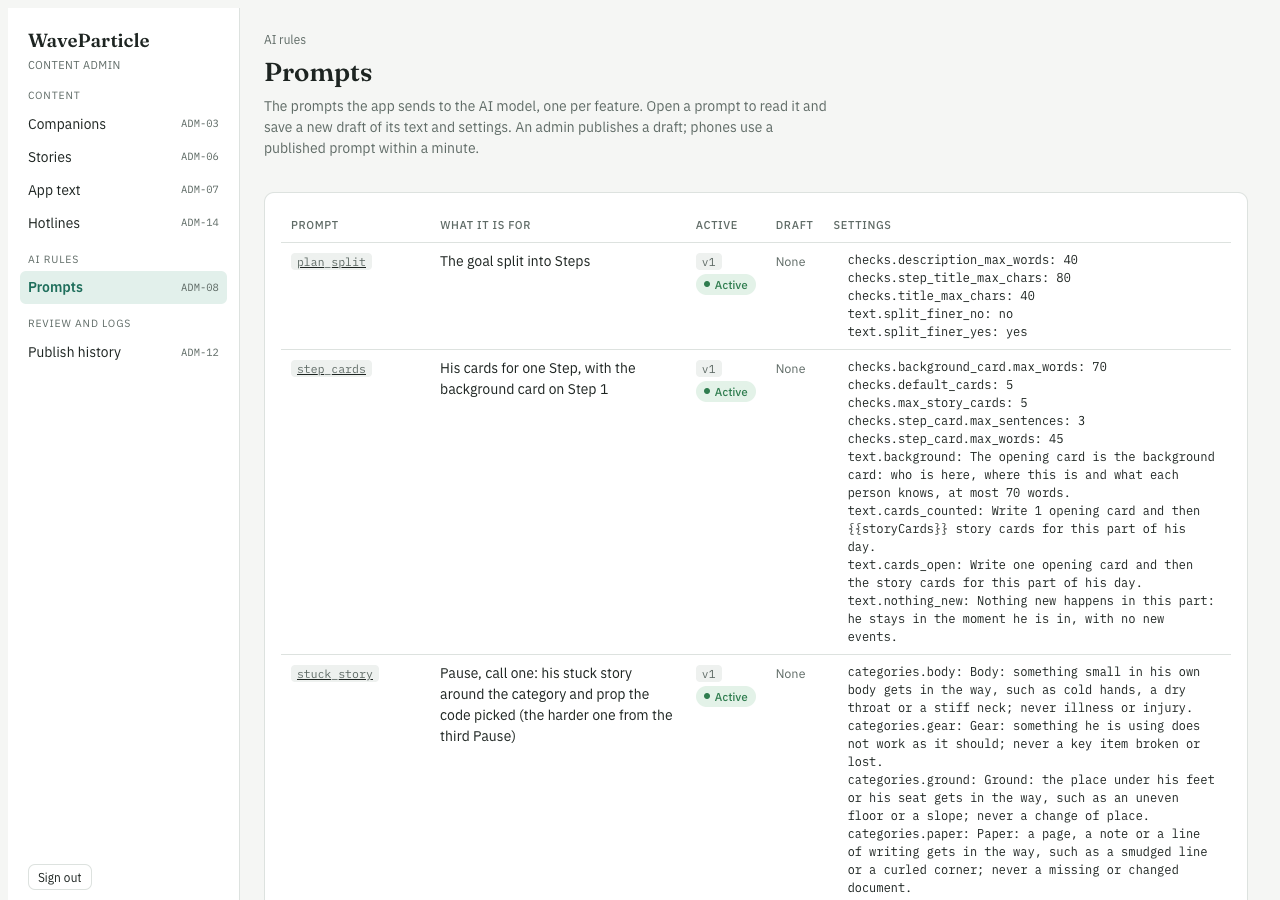 WaveParticle
CONTENT ADMIN
CONTENT
Companions ADM-03
Stories ADM-06
App text ADM-07
Hotlines ADM-14
AI RULES
Prompts ADM-08
REVIEW AND LOGS
Publish history ADM-12
Sign out
AI rules
Prompts
The prompts the app sends to the AI model, one per feature. Open a prompt to read it and
save a new draft of its text and settings. An admin publishes a draft; phones use a
published prompt within a minute.
PROMPT WHAT IT IS FOR ACTIVE DRAFT SETTINGS
plan_split
The goal split into Steps
v1
Active
None
checks.description_max_words: 40
checks.step_title_max_chars: 80
checks.title_max_chars: 40
text.split_finer_no: no
text.split_finer_yes: yes
step_cards
His cards for one Step, with the
background card on Step 1
v1
Active
None
checks.background_card.max_words: 70
checks.default_cards: 5
checks.max_story_cards: 5
checks.step_card.max_sentences: 3
checks.step_card.max_words: 45
text.background: The opening card is the background
card: who is here, where this is and what each
person knows, at most 70 words.
text.cards_counted: Write 1 opening card and then
{{storyCards}} story cards for this part of his
day.
text.cards_open: Write one opening card and then
the story cards for this part of his day.
text.nothing_new: Nothing new happens in this part:
he stays in the moment he is in, with no new
events.
stuck_story
Pause, call one: his stuck story
around the category and prop the
code picked (the harder one from the
third Pause)
v1
Active
None
categories.body: Body: something small in his own
body gets in the way, such as cold hands, a dry
throat or a stiff neck; never illness or injury.
categories.gear: Gear: something he is using does
not work as it should; never a key item broken or
lost.
categories.ground: Ground: the place under his feet
or his seat gets in the way, such as an uneven
floor or a slope; never a change of place.
categories.paper: Paper: a page, a note or a line
of writing gets in the way, such as a smudged line
or a curled corner; never a missing or changed
document.